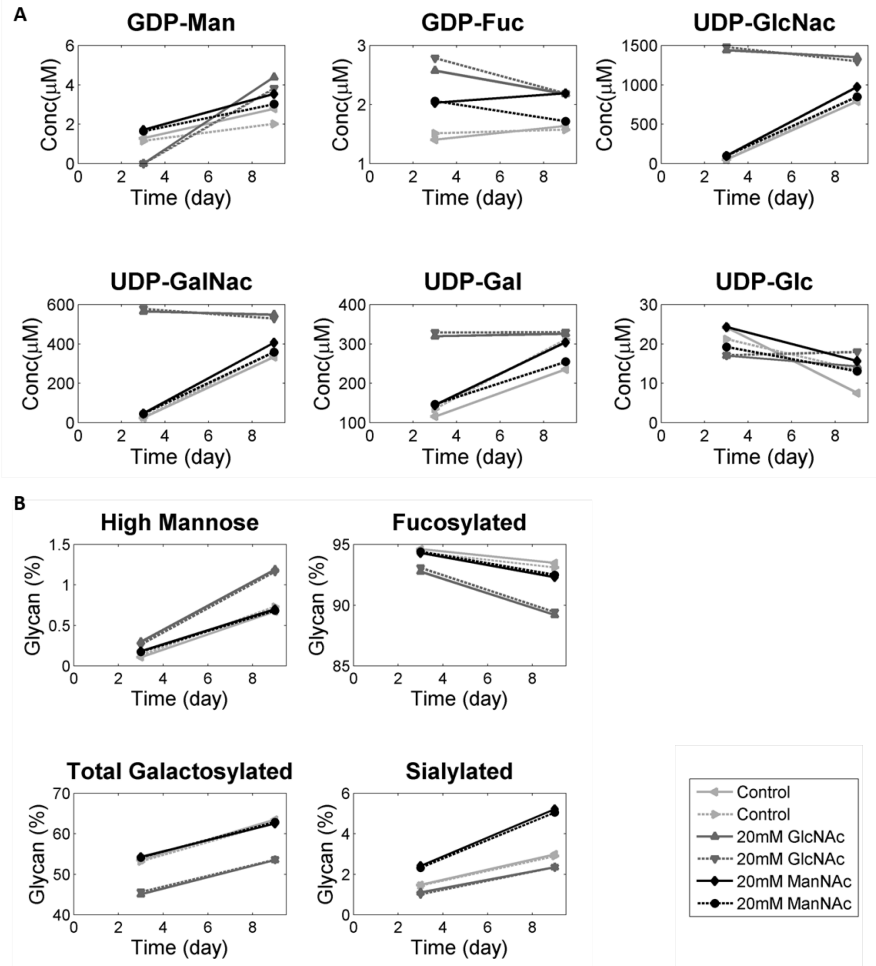 A
GDP-Man
GDP-Fuc
UDP-GlcNac
6
4
2
0
Conc(μM)
0 2 4 6 8
Time (day)
3
2
1
Conc(μM)
0 2 4 6 8
Time (day)
1500
1000
500
0
Conc(μM)
0 2 4 6 8
Time (day)
UDP-GalNac
UDP-Gal
UDP-Glc
600
400
200
0
Conc(μM)
0 2 4 6 8
Time (day)
400
300
200
100
Conc(μM)
0 2 4 6 8
Time (day)
30
20
10
0
Conc(μM)
0 2 4 6 8
Time (day)
B
High Mannose
Fucosylated
1.5
1
0.5
0
Glycan (%)
0 2 4 6 8
Time (day)
95
90
85
Glycan (%)
0 2 4 6 8
Time (day)
Total Galactosylated
Sialylated
70
60
50
40
Glycan (%)
0 2 4 6 8
Time (day)
6
4
2
0
Glycan (%)
0 2 4 6 8
Time (day)
Control
Control
20mM GlcNAc
20mM GlcNAc
20mM ManNAc
20mM ManNAc